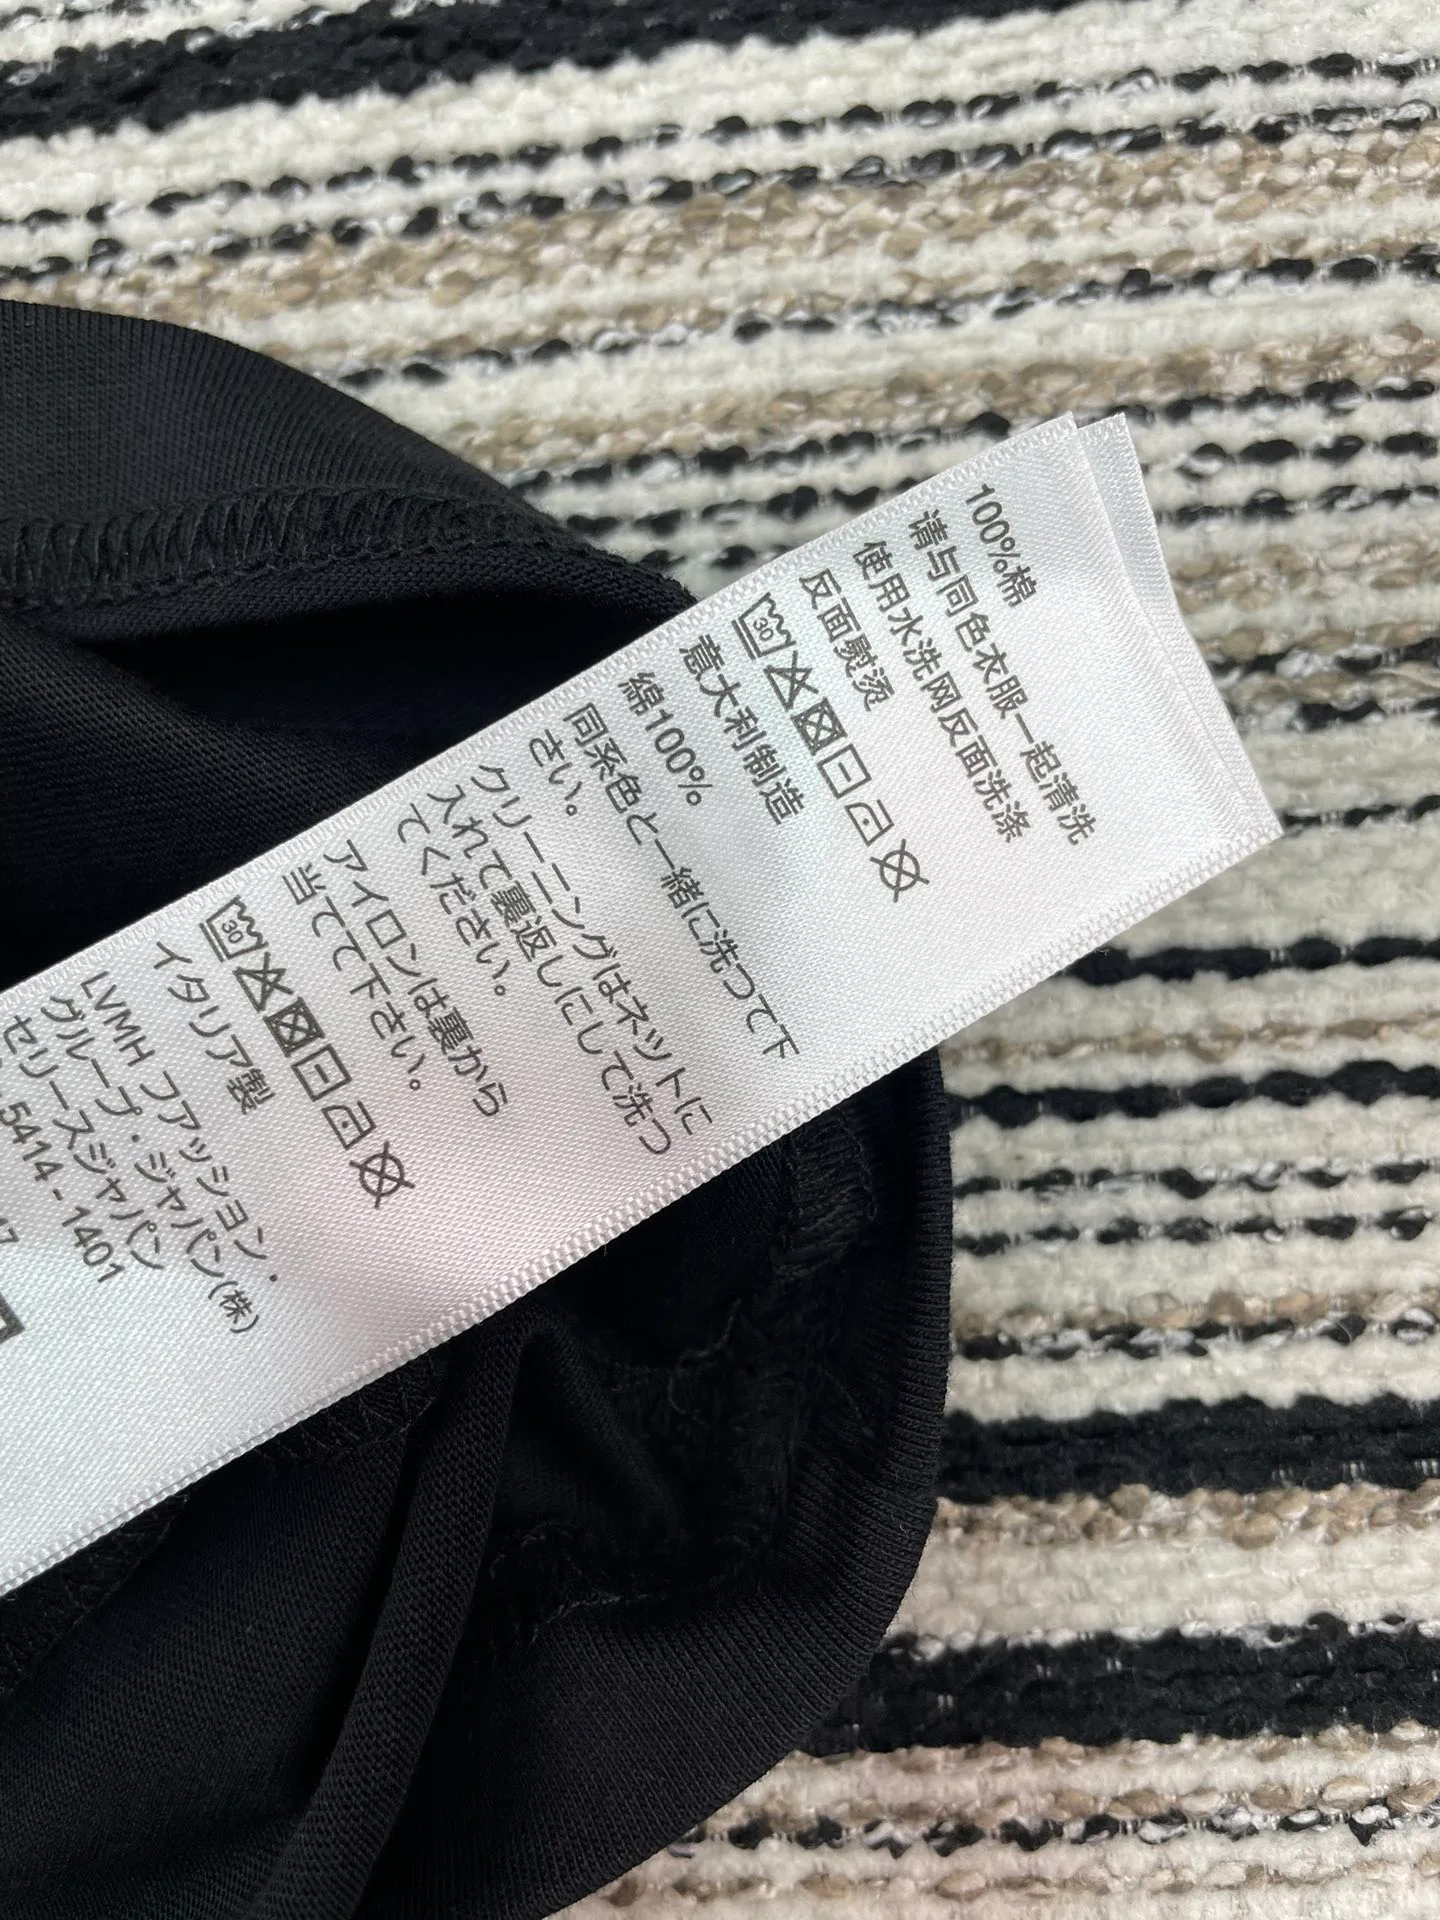 100%棉
请与同色衣服一起清洗
使用水洗网反面洗涤
反面熨烫
30
意大利制造
綿100%
同系色と一緒に洗つて下
さい。
クリーニングはネットに
入れて裏返しにして洗つ
てください。
アイロンは裏から
当てて下さい。
30
イタリア製
LVMH ファッション・
グループ・ジャパン(株)
セリースジャパン
5414-1401